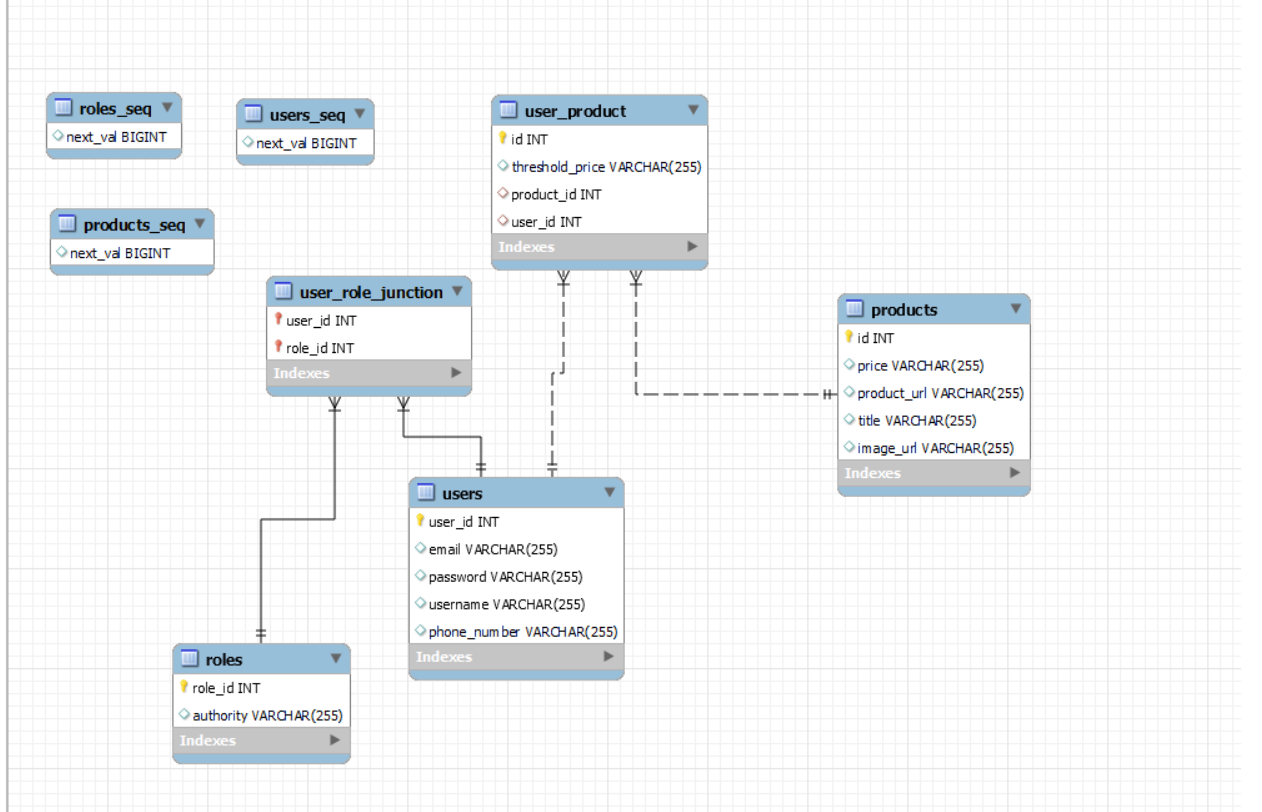 roles_seq
next_val BIGINT
users_seq
next_val BIGINT
user_product
id INT
threshold_price VARCHAR(255)
product_id INT
user_id INT
Indexes
products_seq
next_val BIGINT
user_role_junction
user_id INT
role_id INT
Indexes
products
id INT
price VARCHAR(255)
product_url VARCHAR(255)
title VARCHAR(255)
image_url VARCHAR(255)
Indexes
users
user_id INT
email VARCHAR(255)
password VARCHAR(255)
username VARCHAR(255)
phone_number VARCHAR(255)
Indexes
roles
role_id INT
authority VARCHAR(255)
Indexes